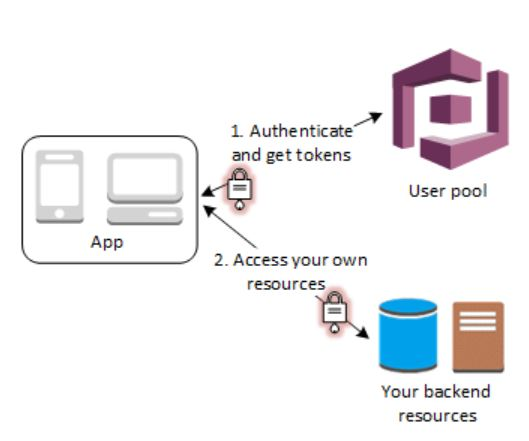 1. Authenticate
and get tokens
User pool
App
2. Access your own
resources
Your backend
resources